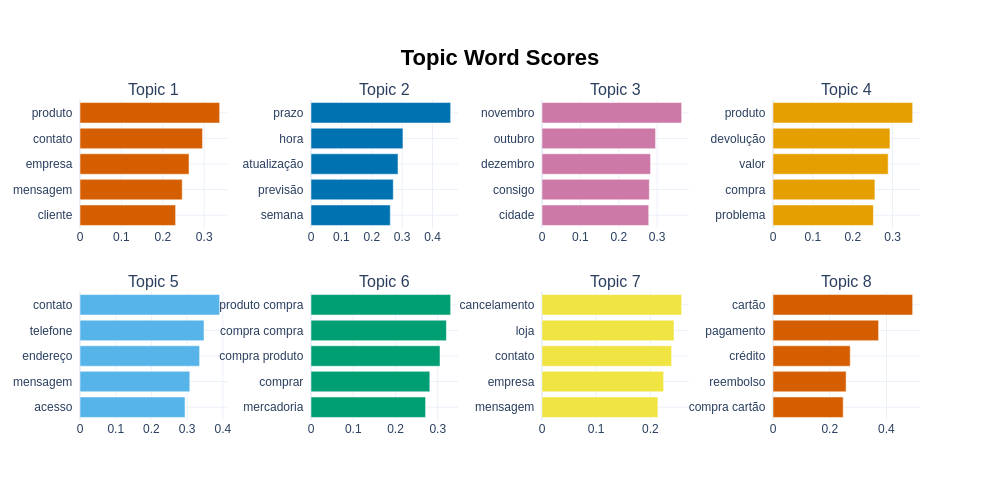 Topic Word Scores
Topic 1
produto
contato
empresa
mensagem
cliente
0 0.1 0.2 0.3
Topic 2
prazo
hora
atualização
previsão
semana
0 0.1 0.2 0.3 0.4
Topic 3
novembro
outubro
dezembro
consigo
cidade
0 0.1 0.2 0.3
Topic 4
produto
devolução
valor
compra
problema
0 0.1 0.2 0.3
Topic 5
contato
telefone
endereço
mensagem
acesso
0 0.1 0.2 0.3 0.4
Topic 6
produto compra
compra compra
compra produto
comprar
mercadoria
0 0.1 0.2 0.3
Topic 7
cancelamento
loja
contato
empresa
mensagem
0 0.1 0.2
Topic 8
cartão
pagamento
crédito
reembolso
compra cartão
0 0.2 0.4